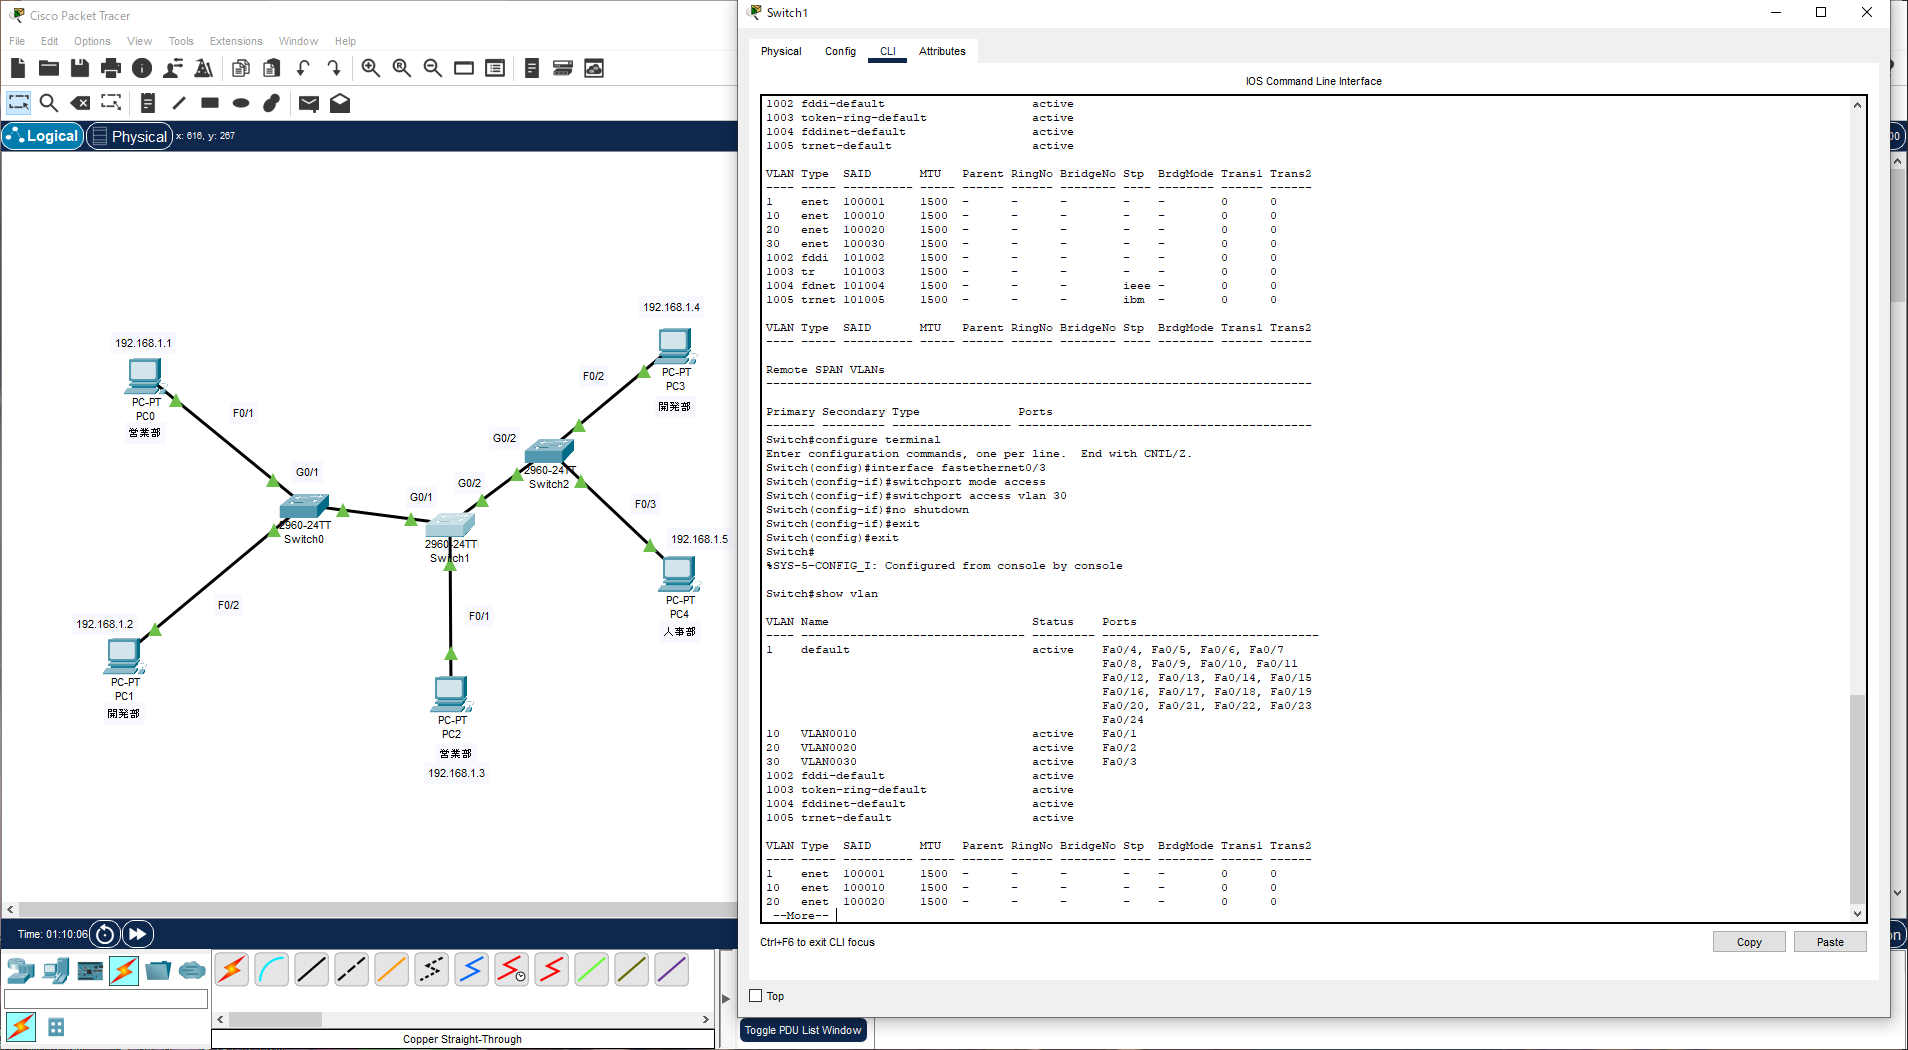 Cisco Packet Tracer
File Edit Options View Tools Extensions Window Help
Logical Physical x: 616, y: 267
192.168.1.4
PC-PT
PC3
開発部
F0/2
192.168.1.1
PC-PT
PC0
営業部
F0/1
G0/2
2960-24TT
Switch2
G0/1
G0/2
G0/1
F0/3
2960-24TT
Switch0
2960-24TT
Switch1
192.168.1.5
PC-PT
PC4
人事部
F0/2
F0/1
192.168.1.2
PC-PT
PC1
開発部
PC-PT
PC2
営業部
192.168.1.3
Time: 01:10:06
Copper Straight-Through
Switch1
Physical Config CLI Attributes
IOS Command Line Interface
1002 fddi-default active
1003 token-ring-default active
1004 fddinet-default active
1005 trnet-default active
VLAN Type SAID MTU Parent RingNo BridgeNo Stp BrdgMode Trans1 Trans2
---- ----- ---------- ----- ------ ------ -------- ---- -------- ------ ------
1 enet 100001 1500 - - - - - 0 0
10 enet 100010 1500 - - - - - 0 0
20 enet 100020 1500 - - - - - 0 0
30 enet 100030 1500 - - - - - 0 0
1002 fddi 101002 1500 - - - - - 0 0
1003 tr 101003 1500 - - - - - 0 0
1004 fdnet 101004 1500 - - - ieee - 0 0
1005 trnet 101005 1500 - - - ibm - 0 0
VLAN Type SAID MTU Parent RingNo BridgeNo Stp BrdgMode Trans1 Trans2
---- ----- ---------- ----- ------ ------ -------- ---- -------- ------ ------
Remote SPAN VLANs
------------------------------------------------------------------------------
Primary Secondary Type Ports
------- --------- ----------------- ------------------------------------------
Switch#configure terminal
Enter configuration commands, one per line. End with CNTL/Z.
Switch(config)#interface fastethernet0/3
Switch(config-if)#switchport mode access
Switch(config-if)#switchport access vlan 30
Switch(config-if)#no shutdown
Switch(config-if)#exit
Switch(config)#exit
Switch#
%SYS-5-CONFIG_I: Configured from console by console
Switch#show vlan
VLAN Name Status Ports
---- -------------------------------- --------- -------------------------------
1 default active Fa0/4, Fa0/5, Fa0/6, Fa0/7
Fa0/8, Fa0/9, Fa0/10, Fa0/11
Fa0/12, Fa0/13, Fa0/14, Fa0/15
Fa0/16, Fa0/17, Fa0/18, Fa0/19
Fa0/20, Fa0/21, Fa0/22, Fa0/23
Fa0/24
10 VLAN0010 active Fa0/1
20 VLAN0020 active Fa0/2
30 VLAN0030 active Fa0/3
1002 fddi-default active
1003 token-ring-default active
1004 fddinet-default active
1005 trnet-default active
VLAN Type SAID MTU Parent RingNo BridgeNo Stp BrdgMode Trans1 Trans2
---- ----- ---------- ----- ------ ------ -------- ---- -------- ------ ------
1 enet 100001 1500 - - - - - 0 0
10 enet 100010 1500 - - - - - 0 0
20 enet 100020 1500 - - - - - 0 0
--More--
Ctrl+F6 to exit CLI focus
Copy Paste
Top
Toggle PDU List Window